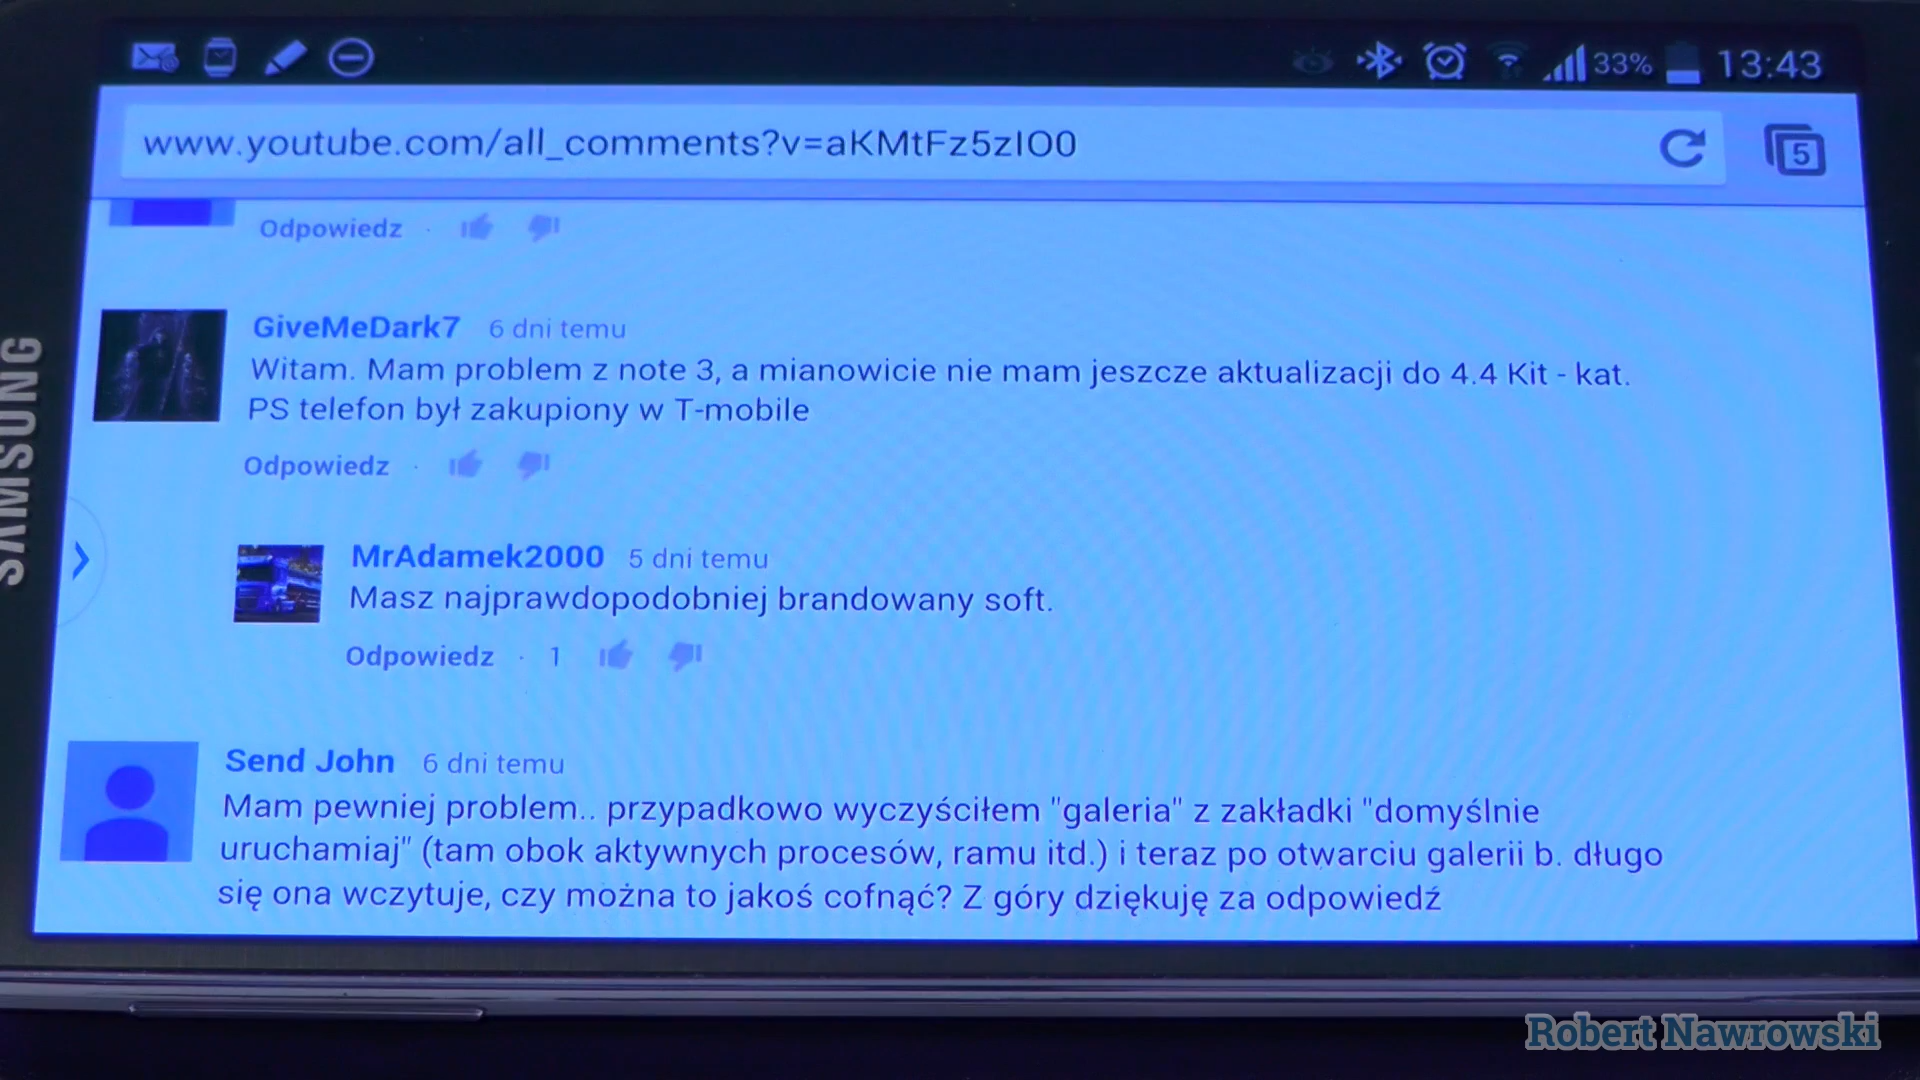 33% 13:43
www.youtube.com/all_comments?v=aKMtFz5zIO0
5
Odpowiedz ·
GiveMeDark7 6 dni temu
Witam. Mam problem z note 3, a mianowicie nie mam jeszcze aktualizacji do 4.4 Kit - kat.
PS telefon był zakupiony w T-mobile
Odpowiedz ·
SAMSUNG
MrAdamek2000 5 dni temu
Masz najprawdopodobniej brandowany soft.
Odpowiedz · 1
Send John 6 dni temu
Mam pewniej problem.. przypadkowo wyczyściłem "galeria" z zakładki "domyślnie
uruchamiaj" (tam obok aktywnych procesów, ramu itd.) i teraz po otwarciu galerii b. długo
się ona wczytuje, czy można to jakoś cofnąć? Z góry dziękuję za odpowiedź
Robert Nawrowski